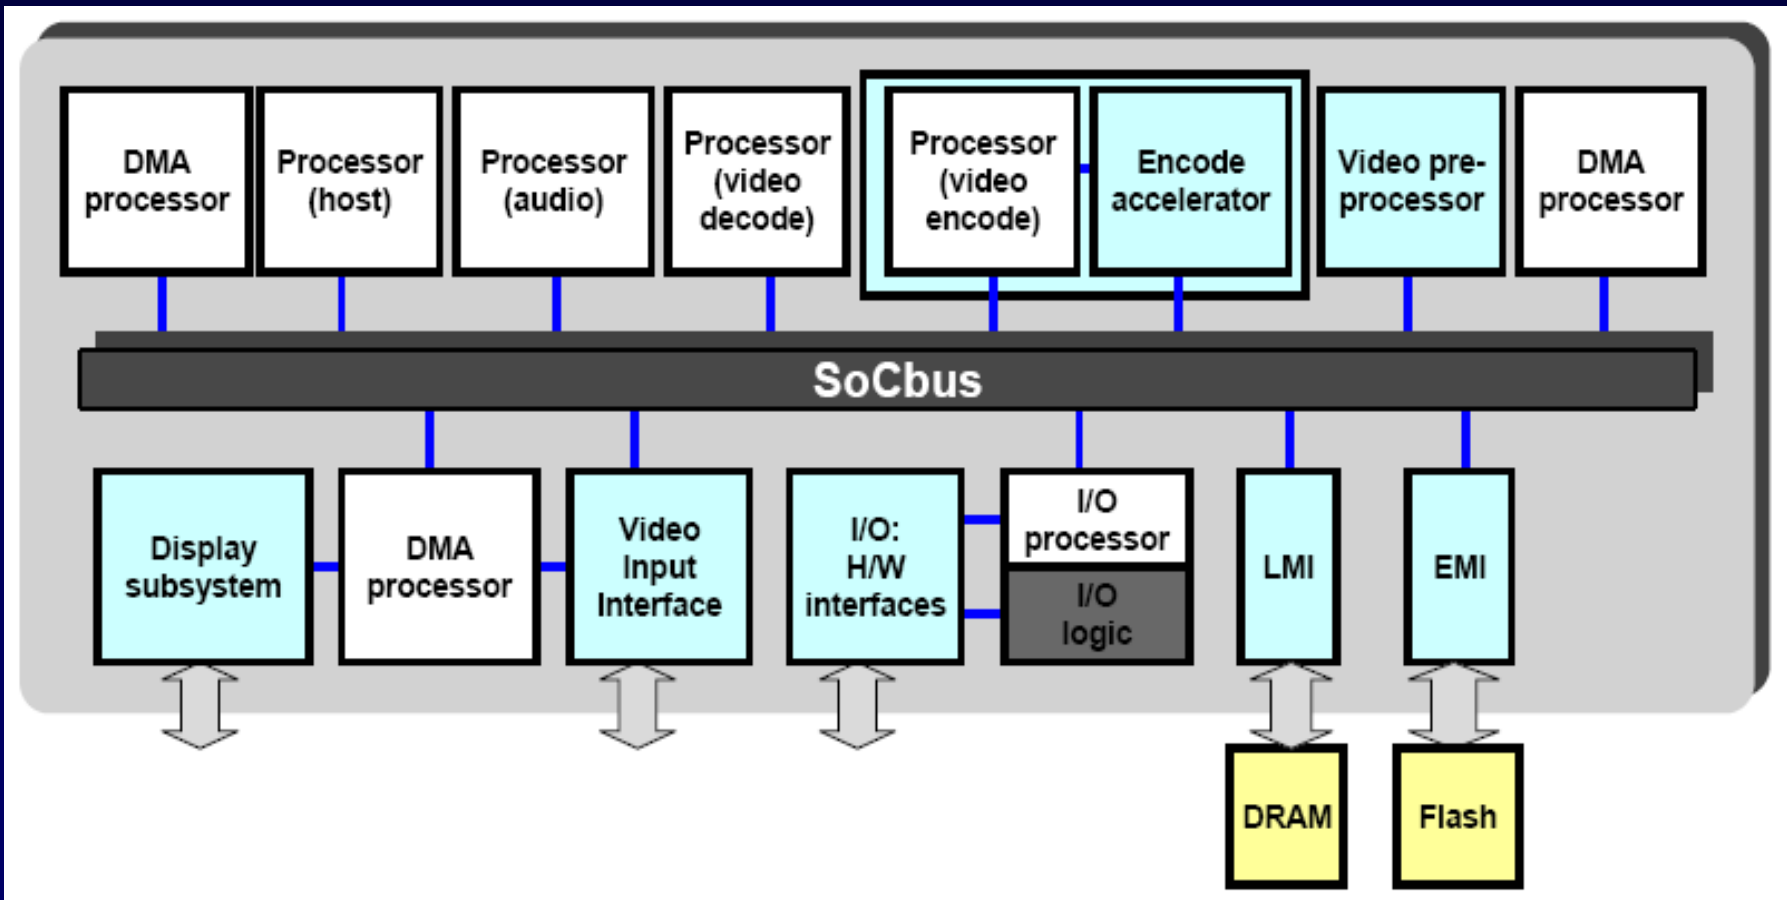 DMA
processor
Processor
(host)
Processor
(audio)
Processor
(video
decode)
Processor
(video
encode)
Encode
accelerator
Video pre-
processor
DMA
processor
SoCbus
Display
subsystem
DMA
processor
Video
Input
Interface
I/O:
H/W
interfaces
I/O
processor
I/O
logic
LMI
EMI
DRAM
Flash